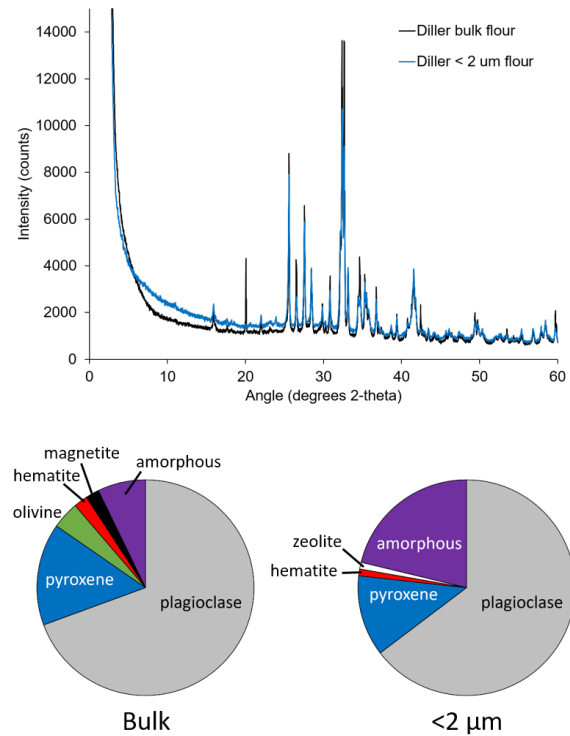 14000
12000
10000
8000
6000
4000
2000
0
Intensity (counts)
Diller bulk flour
Diller < 2 um flour
0 10 20 30 40 50 60
Angle (degrees 2-theta)
magnetite
hematite
amorphous
olivine
pyroxene
plagioclase
Bulk
amorphous
zeolite
hematite
pyroxene
plagioclase
<2 μm